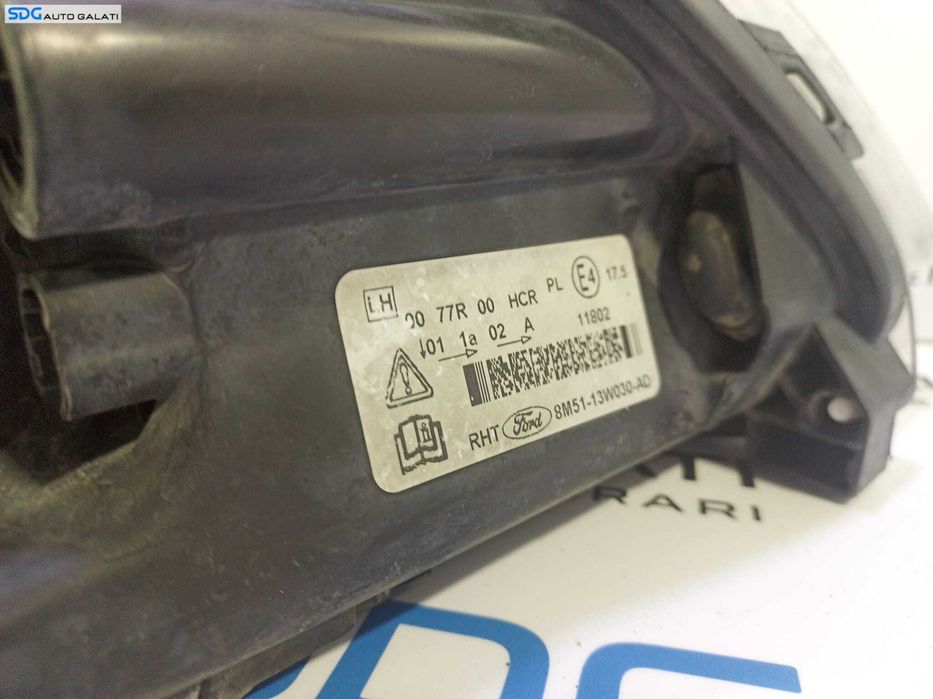 SDG AUTO GALATI
i.H 00 77R 00 HCR PL E4 17.5
↓01 1a 02 A 11802
RHT Ford 8M51-13W030-AD
RARI